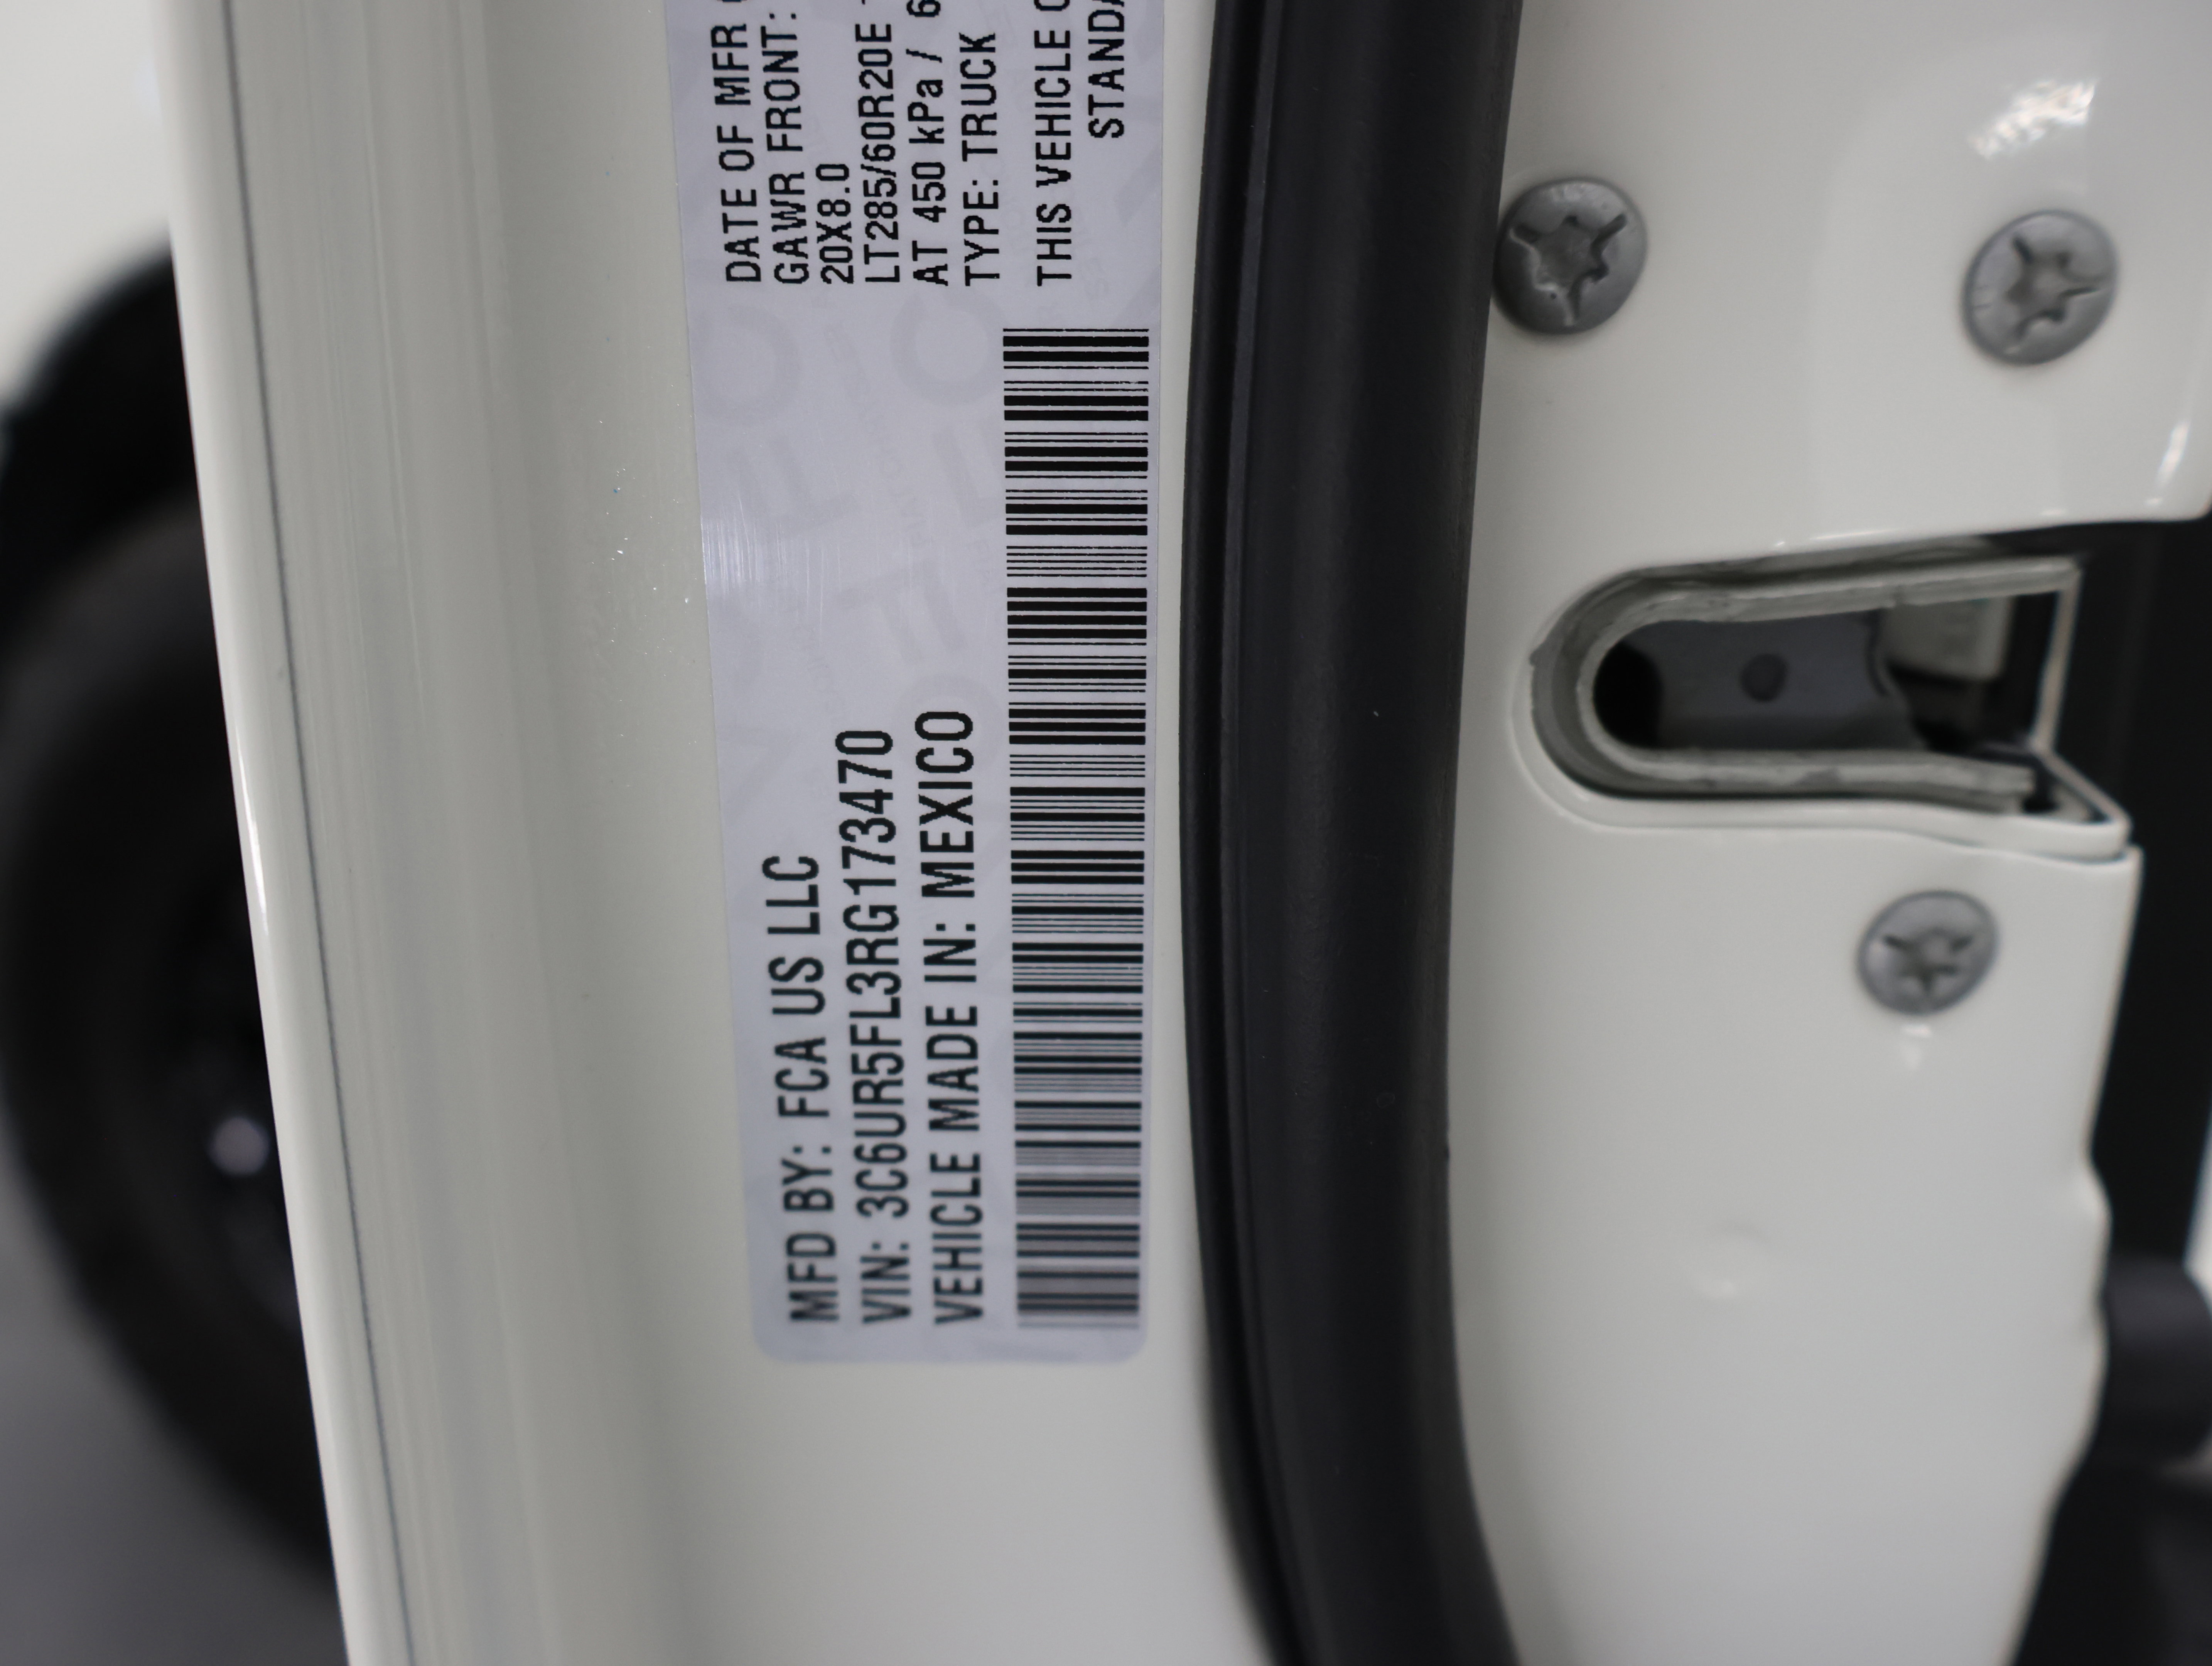 MFD BY: FCA US LLC
VIN: 3C6UR5FL3RG173470
VEHICLE MADE IN: MEXICO
DATE OF MFR
GAWR FRONT:
20X8.0
LT285/60R20E
AT 450 kPa / 6
TYPE: TRUCK
THIS VEHICLE